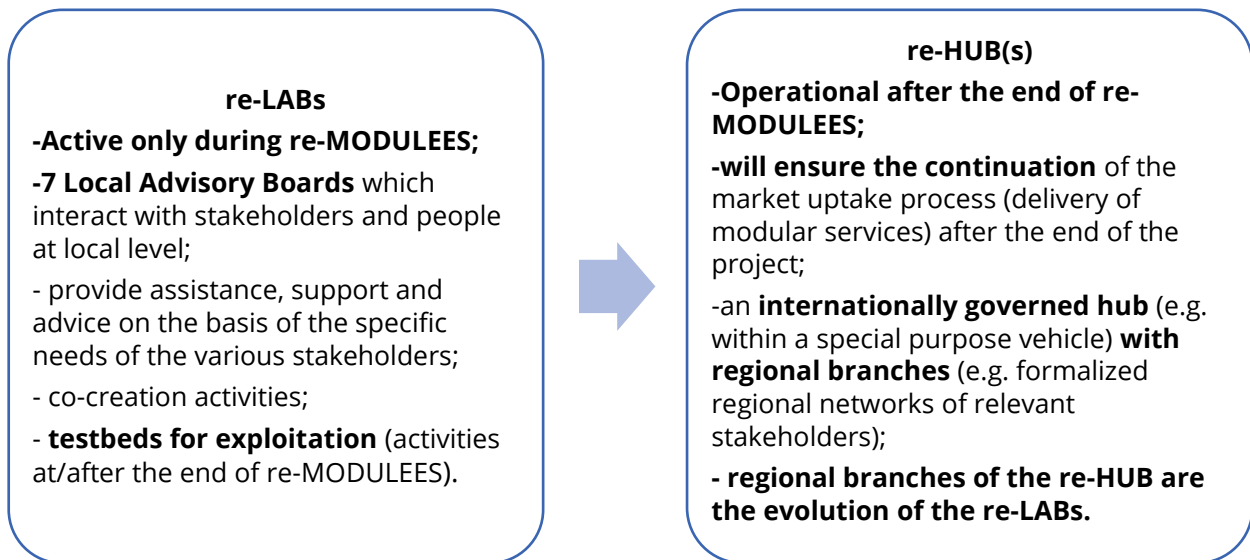 re-LABs
-Active only during re-MODULEES;
-7 Local Advisory Boards which
interact with stakeholders and people
at local level;
- provide assistance, support and
advice on the basis of the specific
needs of the various stakeholders;
- co-creation activities;
- testbeds for exploitation (activities
at/after the end of re-MODULEES).
re-HUB(s)
-Operational after the end of re-
MODULEES;
-will ensure the continuation of the
market uptake process (delivery of
modular services) after the end of the
project;
-an internationally governed hub (e.g.
within a special purpose vehicle) with
regional branches (e.g. formalized
regional networks of relevant
stakeholders);
- regional branches of the re-HUB are
the evolution of the re-LABs.